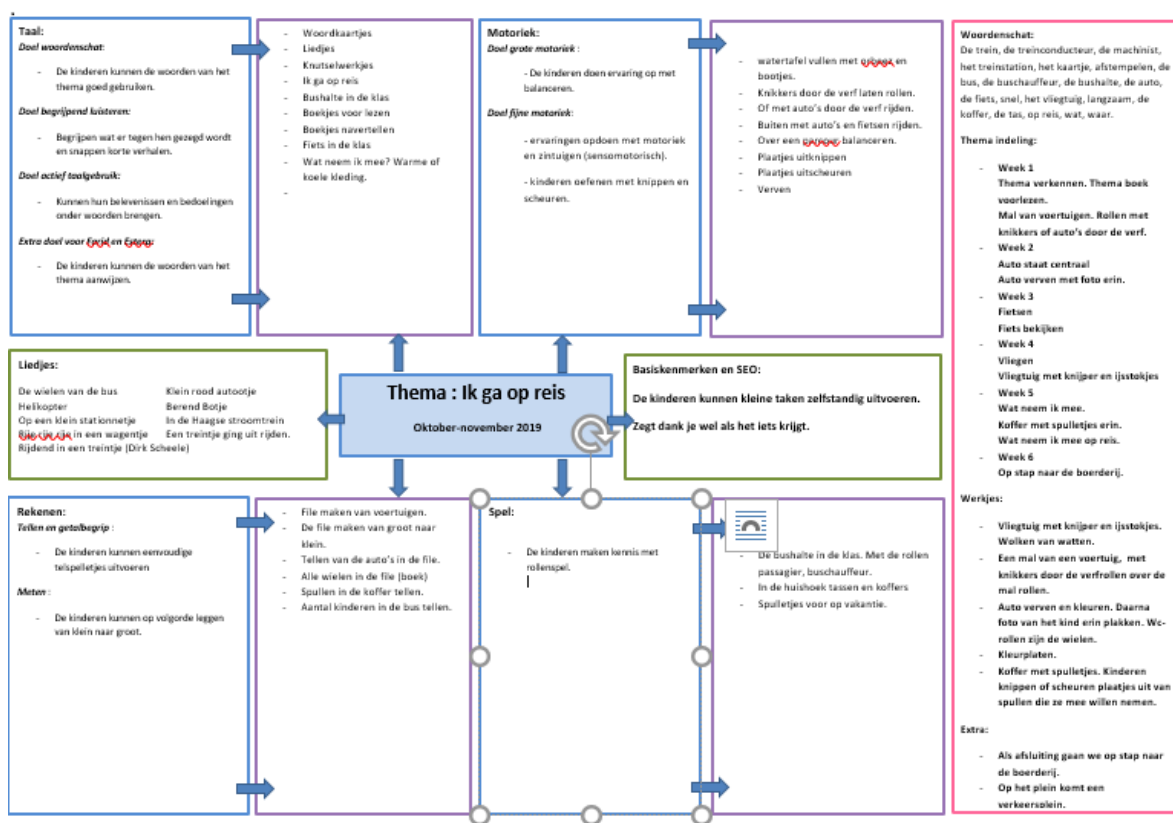 Taal:
Doel woordenschat:
- De kinderen kunnen de woorden van het
thema goed gebruiken.
Doel begrijpend luisteren:
- Begrijpen wat er tegen hen gezegd wordt
en snappen korte verhalen.
Doel actief taalgebruik:
- Kunnen hun belevenissen en bedoelingen
onder woorden brengen.
Extra doel voor Farid en
- De kinderen kunnen de woorden van het
thema aanwijzen.
- Woordkaartjes
- Liedjes
- Knutselwerkjes
- Ik ga op reis
- Bushalte in de klas
- Boekjes voor lezen
- Boekjes navertellen
- Fiets in de klas
- Wat neem ik mee? Warme of
koele kleding.
-
Motoriek:
Doel grote motoriek :
- De kinderen doen ervaring op met
balanceren.
Doel fijne motoriek:
- ervaringen opdoen met motoriek
en zintuigen (sensomotorisch).
- kinderen oefenen met knippen en
scheuren.
- watertafel vullen met en
bootjes.
- Knikkers door de verf laten rollen.
- Of met auto's door de verf rijden.
- Buiten met auto's en fietsen rijden.
- Over een balanceren.
- Plaatjes uitknippen
- Plaatjes uitscheuren
- Verven
Liedjes:
De wielen van de bus Klein rood autootje
Helikopter Berend Botje
Op een klein stationnetje In de Haagse stroomtrein
Rije rije rije in een wagentje Een treintje ging uit rijden.
Rijdend in een treintje (Dirk Scheele)
Thema : Ik ga op reis
Oktober-november 2019
Basiskenmerken en SEO:
De kinderen kunnen kleine taken zelfstandig uitvoeren.
Zegt dank je wel als het iets krijgt.
Rekenen:
Tellen en getalbegrip :
- De kinderen kunnen eenvoudige
telspelletjes uitvoeren
Meten :
- De kinderen kunnen op volgorde leggen
van klein naar groot.
- File maken van voertuigen.
- De file maken van groot naar
klein.
- Tellen van de auto's in de file.
- Alle wielen in de file (boek)
- Spullen in de koffer tellen.
- Aantal kinderen in de bus tellen.
Spel:
- De kinderen maken kennis met
rollenspel.
- De bushalte in de klas. Met de rollen
passagier, buschauffeur.
- In de huishoek tassen en koffers
- Spulletjes voor op vakantie.
Woordenschat:
De trein, de treinconducteur, de machinist,
het treinstation, het kaartje, afstempelen, de
bus, de buschauffeur, de bushalte, de auto,
de fiets, snel, het vliegtuig, langzaam, de
koffer, de tas, op reis, wat, waar.
Thema indeling:
- Week 1
Thema verkennen. Thema boek
voorlezen.
Mal van voertuigen. Rollen met
knikkers of auto's door de verf.
- Week 2
Auto staat centraal
Auto verven met foto erin.
- Week 3
Fietsen
Fiets bekijken
- Week 4
Vliegen
Vliegtuig met knijper en ijsstokjes
- Week 5
Wat neem ik mee.
Koffer met spulletjes erin.
Wat neem ik mee op reis.
- Week 6
Op stap naar de boerderij.
Werkjes:
- Vliegtuig met knijper en ijsstokjes.
Wolken van watten.
- Een mal van een voertuig, met
knikkers door de verfrollen over de
mal rollen.
- Auto verven en kleuren. Daarna
foto van het kind erin plakken. Wc-
rollen zijn de wielen.
- Kleurplaten.
- Koffer met spulletjes. Kinderen
knippen of scheuren plaatjes uit van
spullen die ze mee willen nemen.
Extra:
- Als afsluiting gaan we op stap naar
de boerderij.
- Op het plein komt een
verkeersplein.